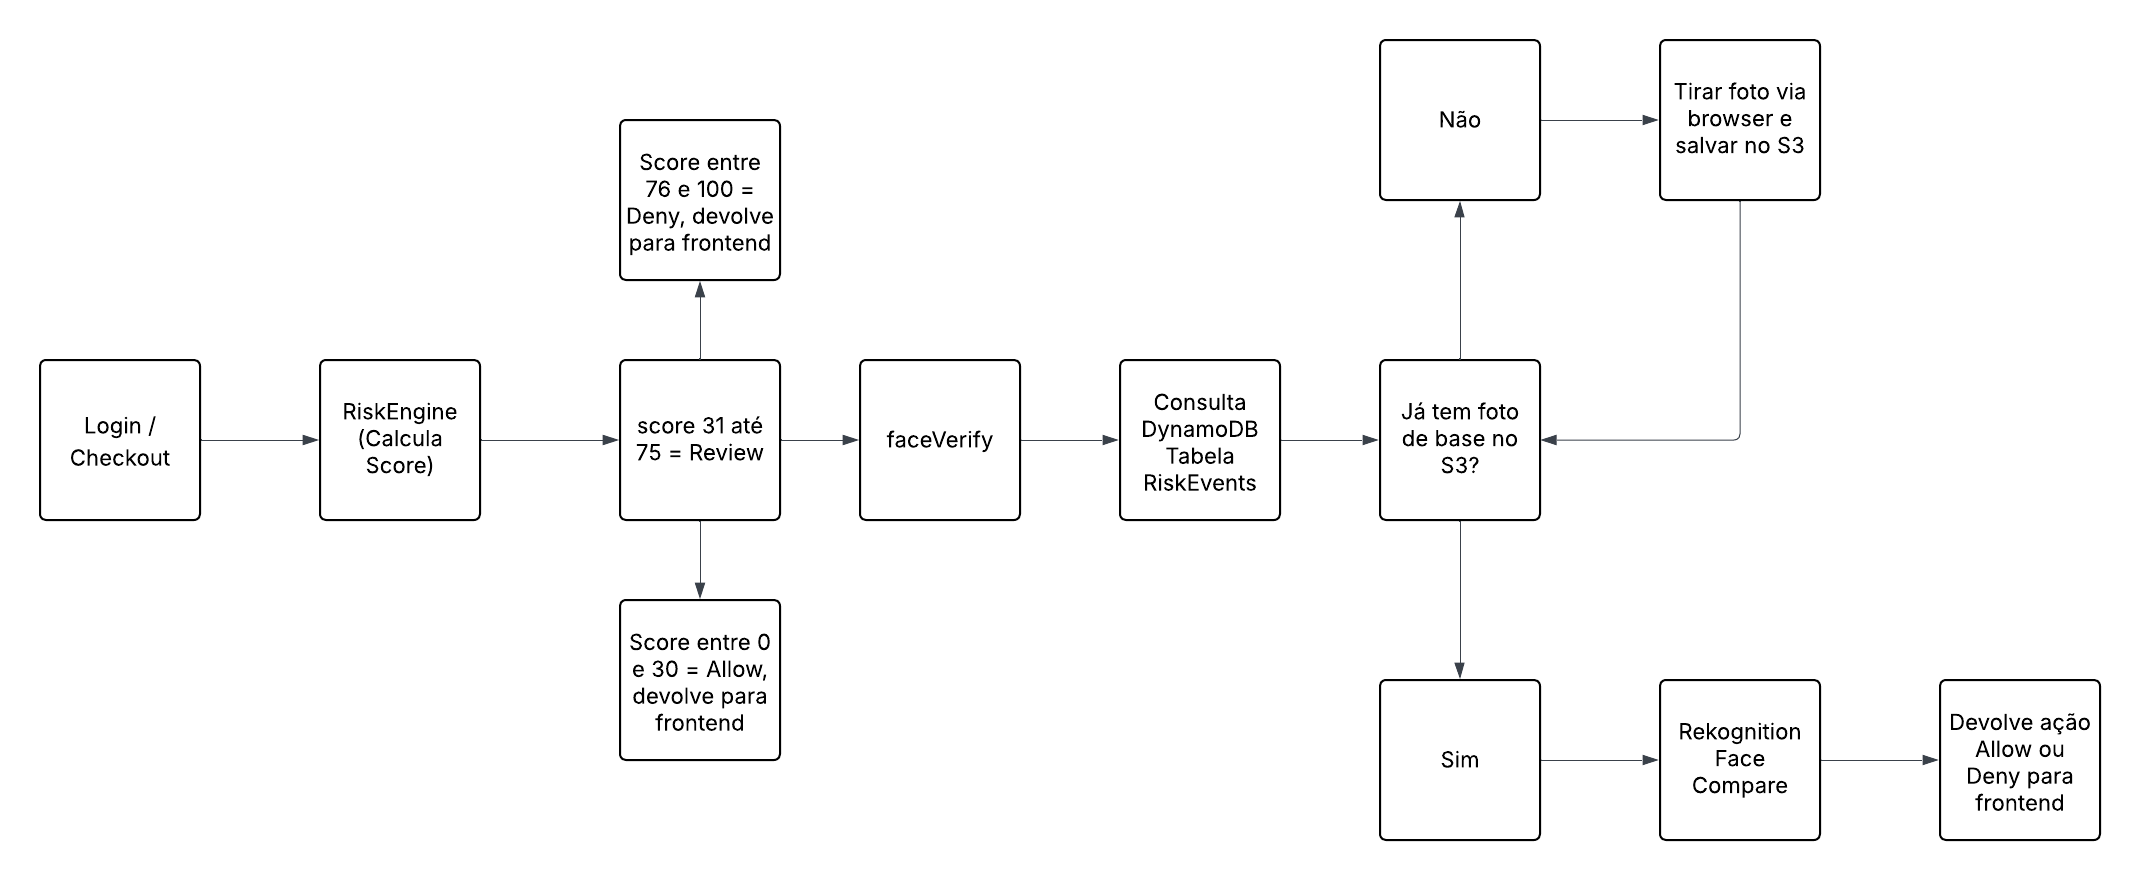 Login /
Checkout
RiskEngine
(Calcula
Score)
Score entre
76 e 100 =
Deny, devolve
para frontend
score 31 até
75 = Review
Score entre 0
e 30 = Allow,
devolve para
frontend
faceVerify
Consulta
DynamoDB
Tabela
RiskEvents
Já tem foto
de base no
S3?
Não
Tirar foto via
browser e
salvar no S3
Sim
Rekognition
Face
Compare
Devolve ação
Allow ou
Deny para
frontend